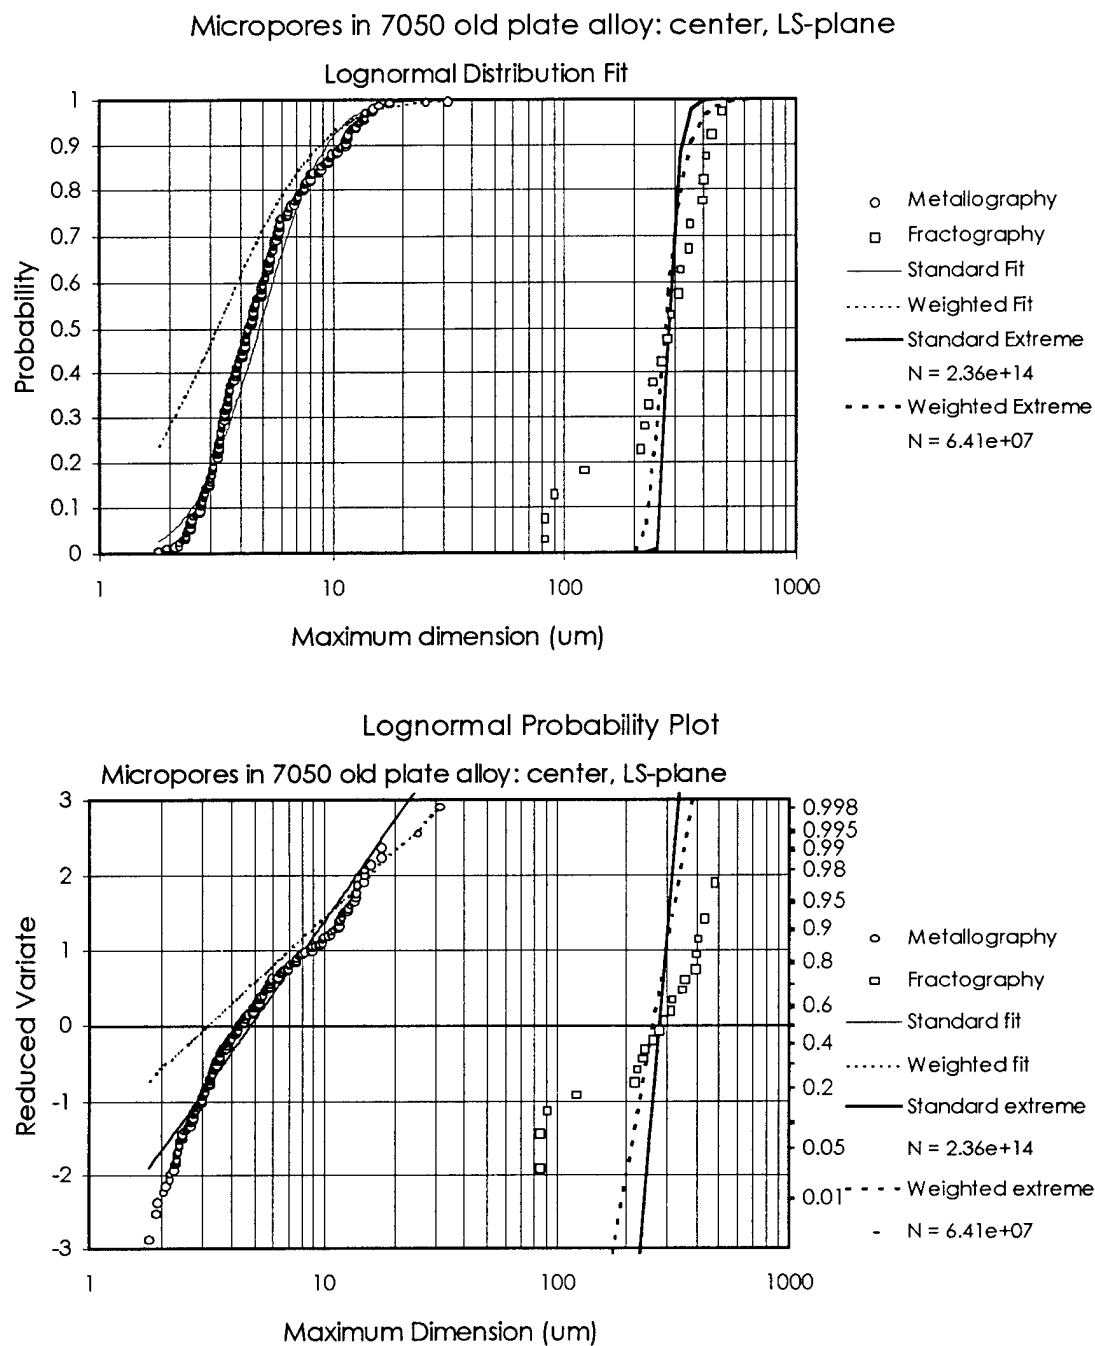 Micropores in 7050 old plate alloy: center, LS-plane
Lognormal Distribution Fit
1
0.9
0.8
0.7
0.6
0.5
0.4
0.3
0.2
0.1
0
Probability
1 10 100 1000
Maximum dimension (um)
Metallography
Fractography
Standard Fit
Weighted Fit
Standard Extreme
N = 2.36e+14
Weighted Extreme
N = 6.41e+07
Lognormal Probability Plot
Micropores in 7050 old plate alloy: center, LS-plane
3
2
1
0
-1
-2
-3
Reduced Variate
0.998
0.995
0.99
0.98
0.95
0.9
0.8
0.6
0.4
0.2
0.05
0.01
1 10 100 1000
Maximum Dimension (um)
Metallography
Fractography
Standard fit
Weighted fit
Standard extreme
N = 2.36e+14
Weighted extreme
N = 6.41e+07